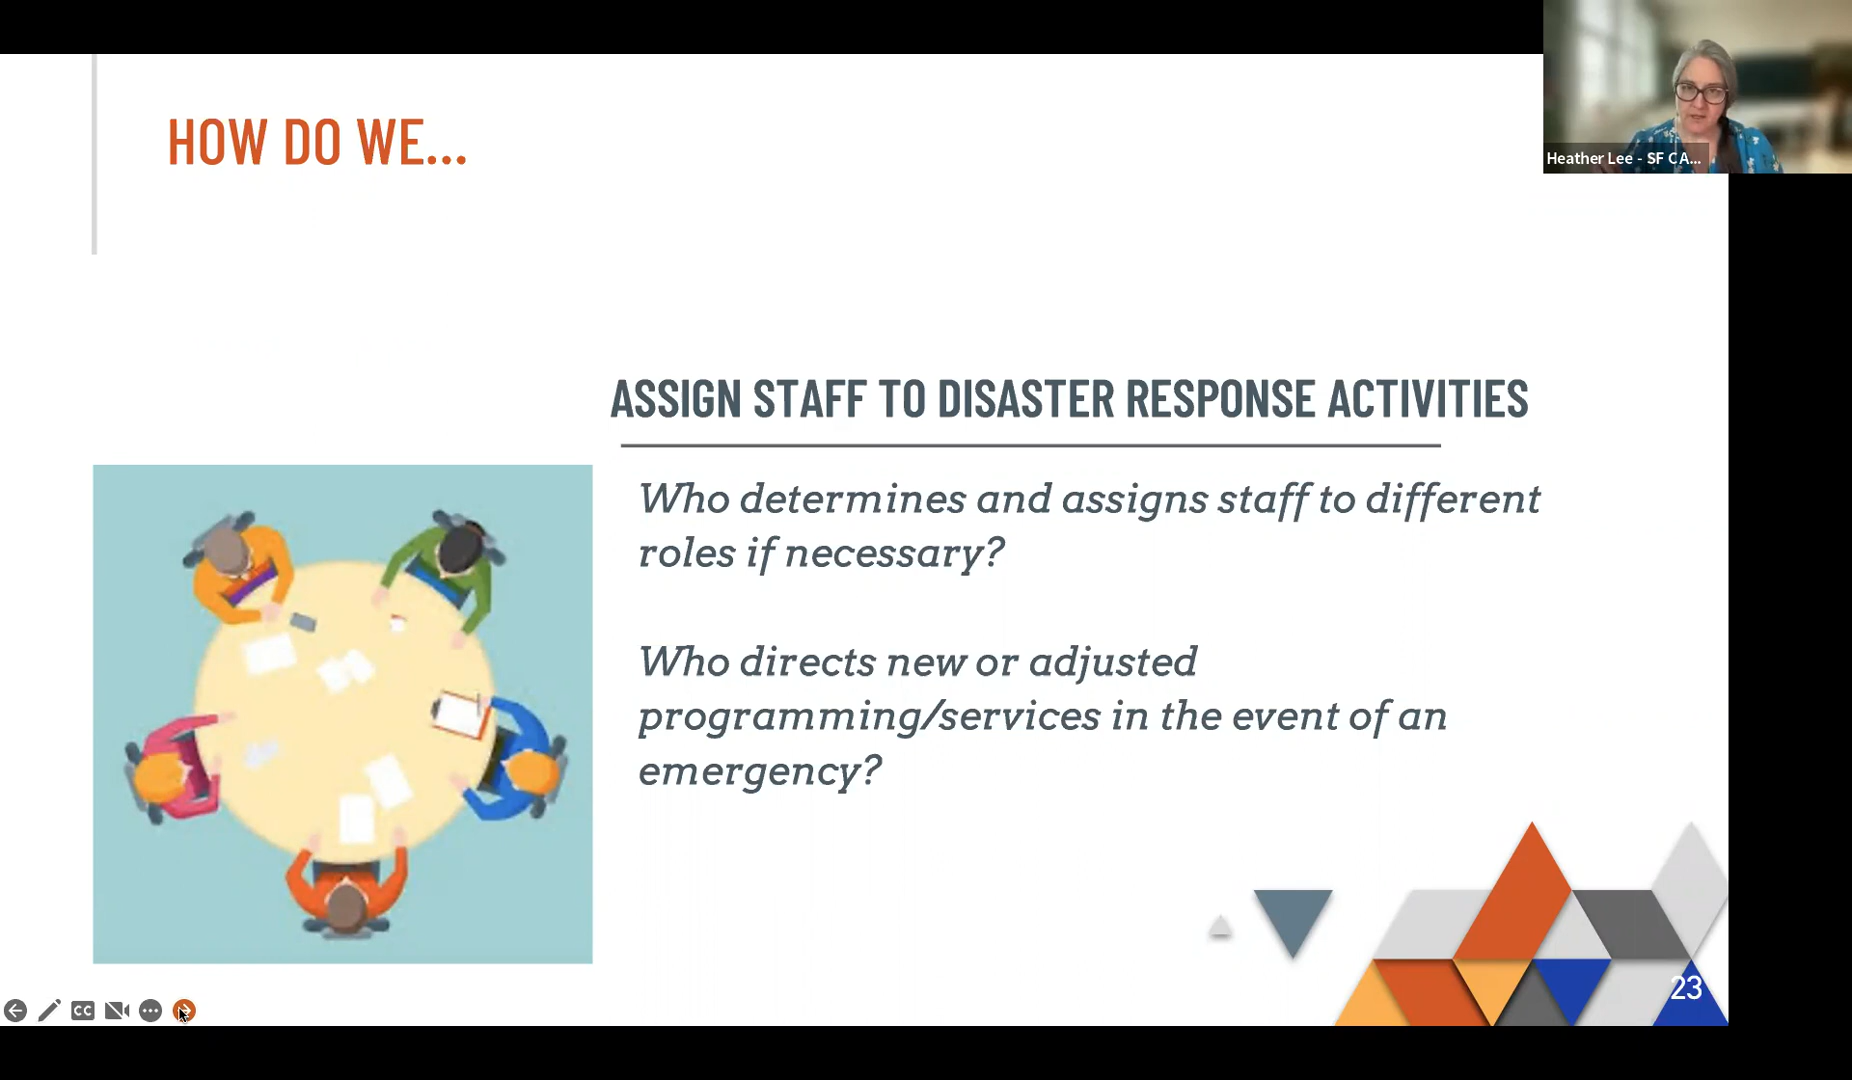 HOW DO WE...
Heather Lee - SF CA...
ASSIGN STAFF TO DISASTER RESPONSE ACTIVITIES
Who determines and assigns staff to different
roles if necessary?
Who directs new or adjusted
programming/services in the event of an
emergency?
23
CC